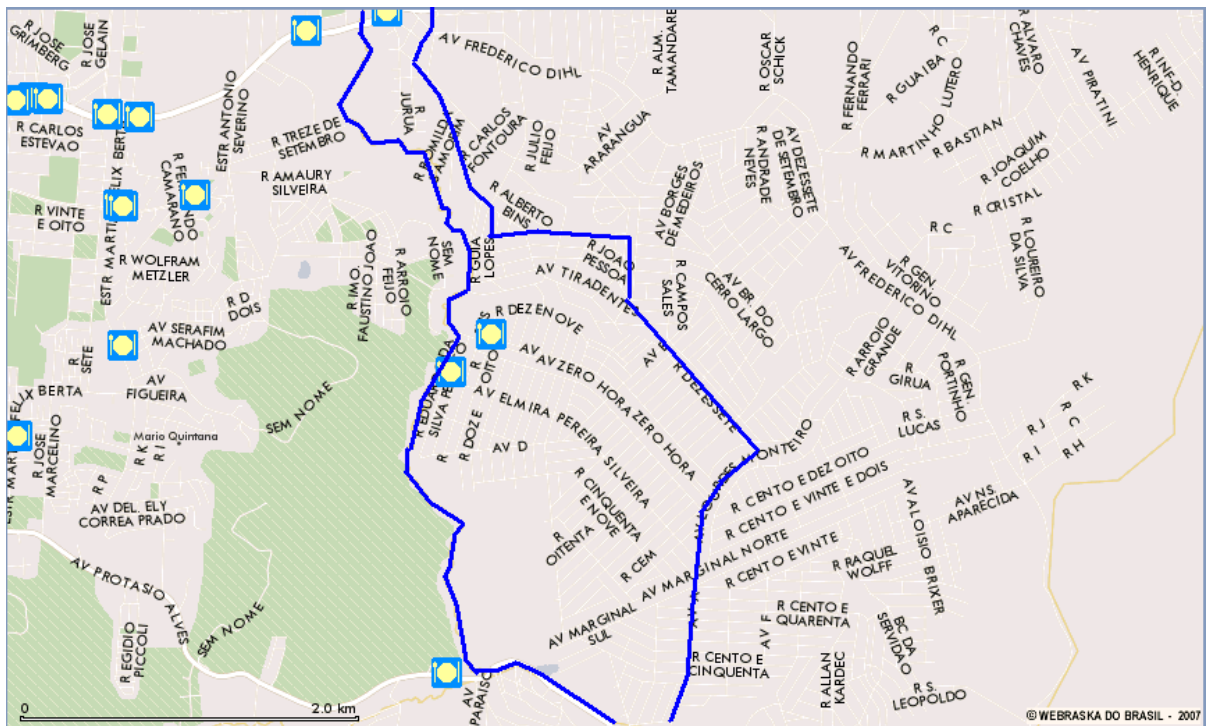 R JOSE
GRIMBERG
R JOSE
GELAIN
AV FREDERICO DIHL
R ALM.
TAMANDARE
R OSCAR
SCHICK
R FERNANDO
FERRARI
R C
R GUAIBA
R ALVARO
CHAVES
AV PIRATINI
R INF-D.
HENRIQUE
R MARTINHO LUTERO
R BASTIAN
R JOAQUIM
COELHO
R CRISTAL
R CARLOS
ESTEVAO
ESTR ANTONIO
SEVERINO
R TREZE DE
SETEMBRO
R
JURUA
R CARLOS
FONTOURA
R JULIO
FEIJO
AV
ARARANGUA
R ANDRADE
NEVES
AV DEZESSETE
DE SETEMBRO
R AMAURY
SILVEIRA
R ALBERTO
BINS
AV BORGES
DE MEDEIROS
R VINTE
E OITO
R WOLFRAM
METZLER
R D
DOIS
R IMO.
FAUSTINO JOAO
R ARROIO
FEIJO
SEM
NOME
R GUIA
LOPES
R JOAO
PESSOA
AV TIRADENTES
R CAMPOS
SALES
AV BR. DO
CERRO LARGO
AV FREDERICO DIHL
R GEN.
VITORINO
R C
R LOUREIRO
DA SILVA
AV SERAFIM
MACHADO
R
SETE
AV
FIGUEIRA
R DEZENOVE
AV ZERO HORA ZERO HORA
R DEZESSETE
R ARROIO
GRANDE
R
GIRUA
R GEN.
PORTINHO
R S.
LUCAS
R K
R C
R J
R I
R H
FELIX BERTA
R JOSE
MARCELINO
Mario Quintana
R K
R I
R P
SEM NOME
R DOZE
AV D
AV ELMIRA PEREIRA SILVEIRA
R CINQUENTA
E NOVE
R
OITENTA
R CEM
R CENTO E DEZ OITO
R CENTO E VINTE E DOIS
AV NS.
APARECIDA
AV ALOISIO BRIXER
AV DEL. ELY
CORREA PRADO
AV PROTASIO ALVES
SEM NOME
R EGIDIO
PICCOLI
AV MARGINAL NORTE
AV MARGINAL
SUL
R CENTO E VINTE
R RAQUEL
WOLFF
R CENTO E
QUARENTA
AV F
BC DA
SERVIDAO
R CENTO E
CINQUENTA
R ALLAN
KARDEC
R S.
LEOPOLDO
AV
PARAISO
0
2.0 km
© WEBRASKA DO BRASIL - 2007